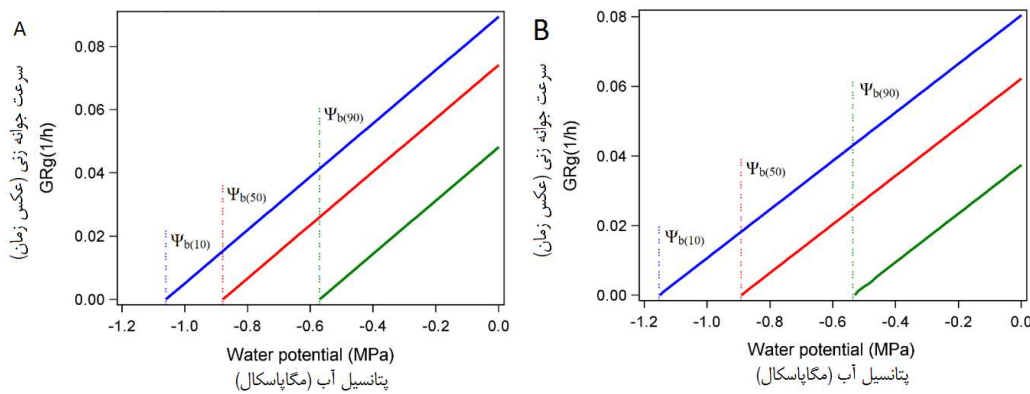 A
سرعت جوانه زنی (عکس زمان)
GRg(1/h)
0.08
0.06
0.04
0.02
0.00
Ψb(90)
Ψb(50)
Ψb(10)
-1.2 -1.0 -0.8 -0.6 -0.4 -0.2 0.0
Water potential (MPa)
پتانسیل آب (مگاپاسکال)
B
سرعت جوانه زنی (عکس زمان)
GRg(1/h)
0.08
0.06
0.04
0.02
0.00
Ψb(90)
Ψb(50)
Ψb(10)
-1.2 -1.0 -0.8 -0.6 -0.4 -0.2 0.0
Water potential (MPa)
پتانسیل آب (مگاپاسکال)